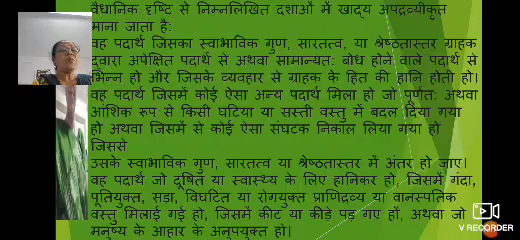 वैधानिक दृष्टि से निम्नलिखित दशाओं में खाद्य अपद्रव्यीकृत
माना जाता है:
वह पदार्थ जिसका स्वाभाविक गुण, सारतत्व, या श्रेष्ठतास्तर ग्राहक
द्वारा अपेक्षित पदार्थ से अथवा सामान्यत: बोध होने वाले पदार्थ से
भिन्न हो और जिसके व्यवहार से ग्राहक के हित की हानि होती हो।
वह पदार्थ जिसमें कोई ऐसा अन्य पदार्थ मिला हो जो पूर्णत: अथवा
आंशिक रूप से किसी घटिया या सस्ती वस्तु में बदल दिया गया
हो अथवा जिसमें से कोई ऐसा संघटक निकाल लिया गया हो
जिससे
उसके स्वाभाविक गुण, सारतत्व या श्रेष्ठतास्तर में अंतर हो जाए।
वह पदार्थ जो दूषित या स्वास्थ्य के लिए हानिकर हो, जिसमें गंदा,
पूतियुक्त, सड़ा, विघटित या रोगयुक्त प्राणिद्रव्य या वानस्पतिक
वस्तु मिलाई गई हो, जिसमें कीट या कीड़े पड़ गए हों, अथवा जो
मनुष्य के आहार के अनुपयुक्त हो।
V RECORDER